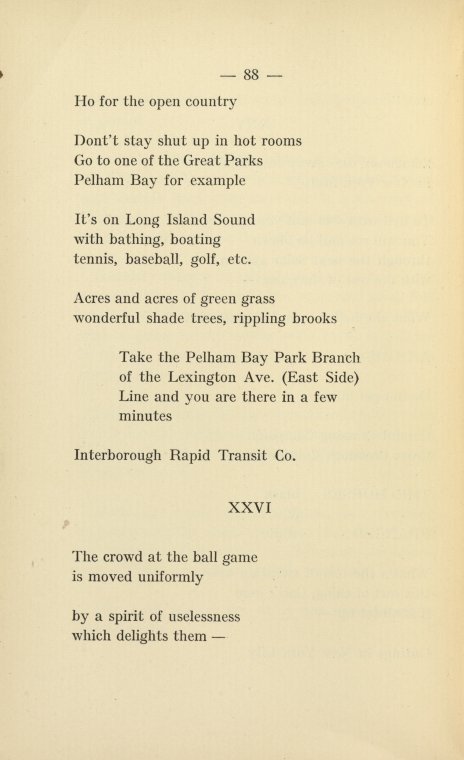 — 88 —
Ho for the open country
Dont't stay shut up in hot rooms
Go to one of the Great Parks
Pelham Bay for example
It's on Long Island Sound
with bathing, boating
tennis, baseball, golf, etc.
Acres and acres of green grass
wonderful shade trees, rippling brooks
Take the Pelham Bay Park Branch
of the Lexington Ave. (East Side)
Line and you are there in a few
minutes
Interborough Rapid Transit Co.
XXVI
The crowd at the ball game
is moved uniformly
by a spirit of uselessness
which delights them —